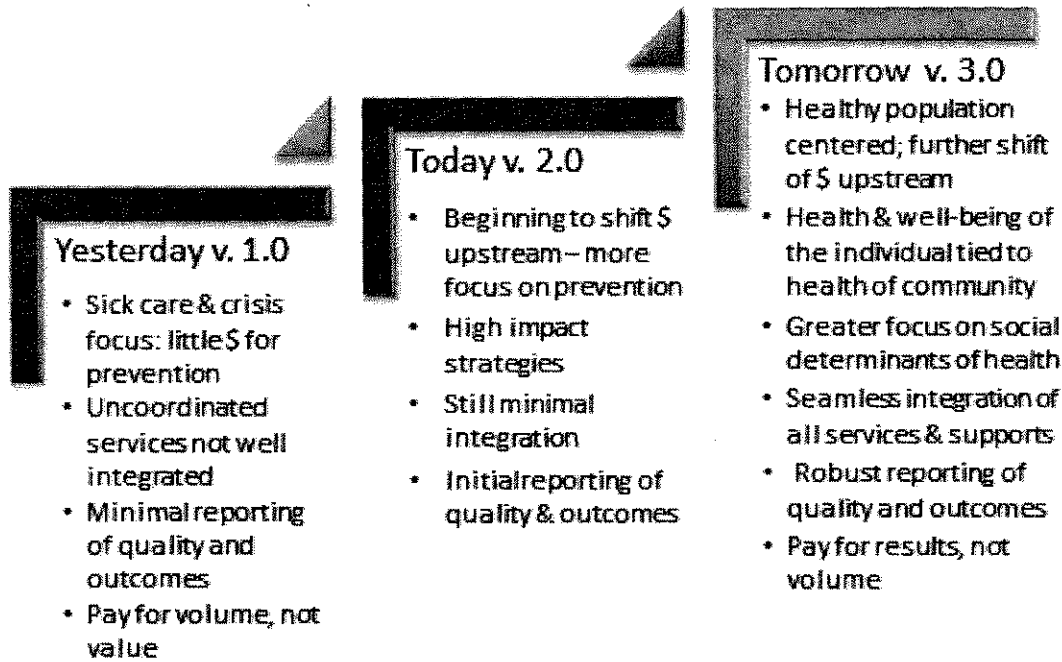 Yesterday v. 1.0
• Sick care & crisis
focus: little $ for
prevention
• Uncoordinated
services not well
integrated
• Minimal reporting
of quality and
outcomes
• Pay for volume, not
value
Today v. 2.0
• Beginning to shift $
upstream – more
focus on prevention
• High impact
strategies
• Still minimal
integration
• Initial reporting of
quality & outcomes
Tomorrow v. 3.0
• Healthy population
centered; further shift
of $ upstream
• Health & well-being of
the individual tied to
health of community
• Greater focus on social
determinants of health
• Seamless integration of
all services & supports
• Robust reporting of
quality and outcomes
• Pay for results, not
volume